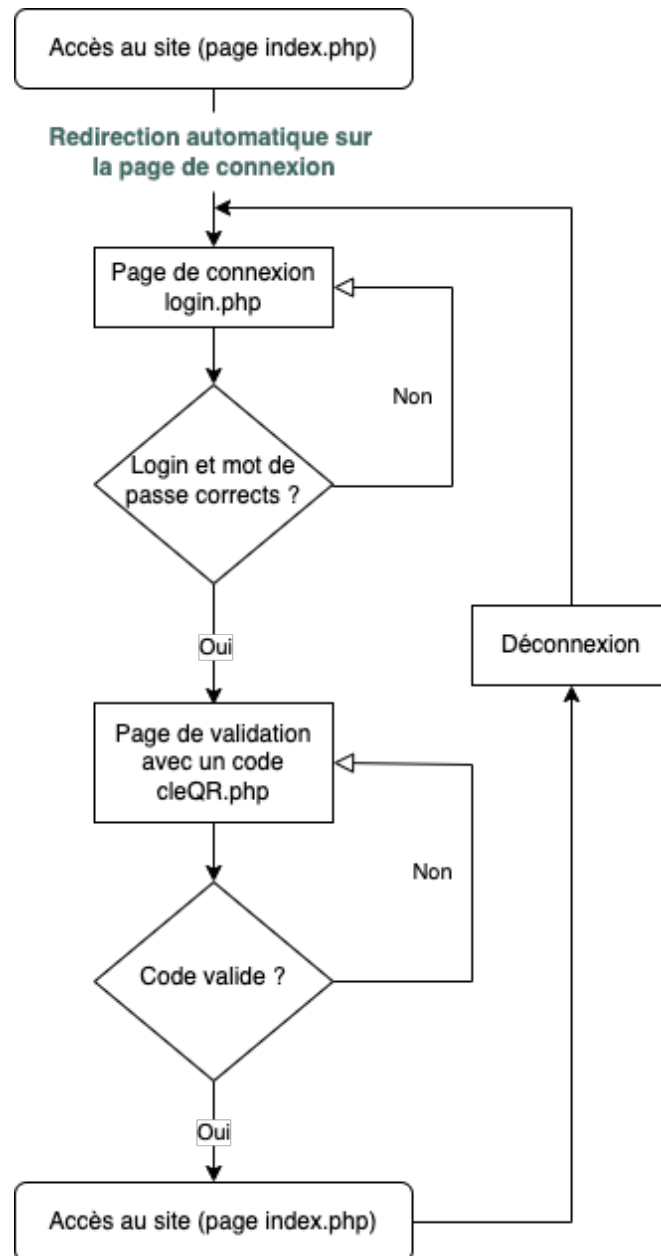 Accès au site (page index.php)
Redirection automatique sur
la page de connexion
Page de connexion
login.php
Non
Login et mot de
passe corrects ?
Oui
Déconnexion
Page de validation
avec un code
cleQR.php
Non
Code valide ?
Oui
Accès au site (page index.php)